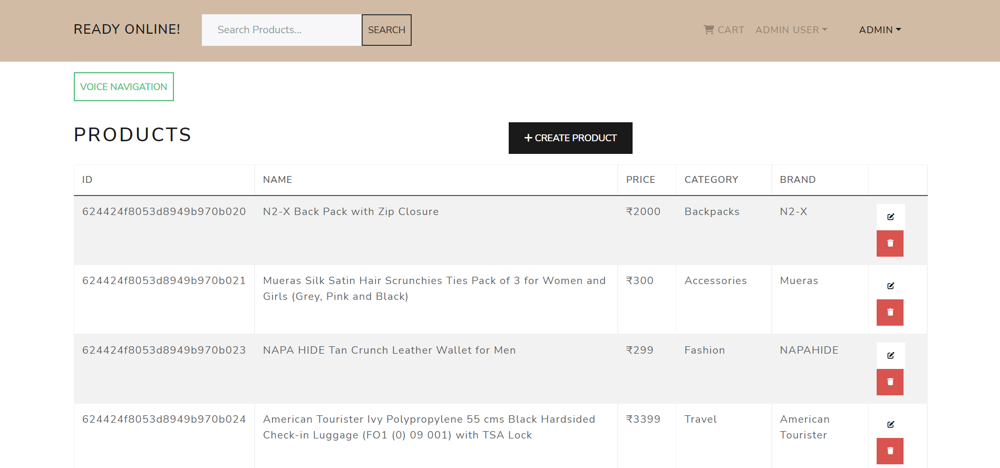 READY ONLINE!
Search Products...
SEARCH
CART
ADMIN USER
ADMIN
VOICE NAVIGATION
PRODUCTS
CREATE PRODUCT
ID NAME PRICE CATEGORY BRAND
624424f8053d8949b970b020 N2-X Back Pack with Zip Closure ₹2000 Backpacks N2-X
624424f8053d8949b970b021 Mueras Silk Satin Hair Scrunchies Ties Pack of 3 for Women and ₹300 Accessories Mueras
Girls (Grey, Pink and Black)
624424f8053d8949b970b023 NAPA HIDE Tan Crunch Leather Wallet for Men ₹299 Fashion NAPAHIDE
624424f8053d8949b970b024 American Tourister Ivy Polypropylene 55 cms Black Hardsided ₹3399 Travel American
Check-in Luggage (FO1 (0) 09 001) with TSA Lock Tourister